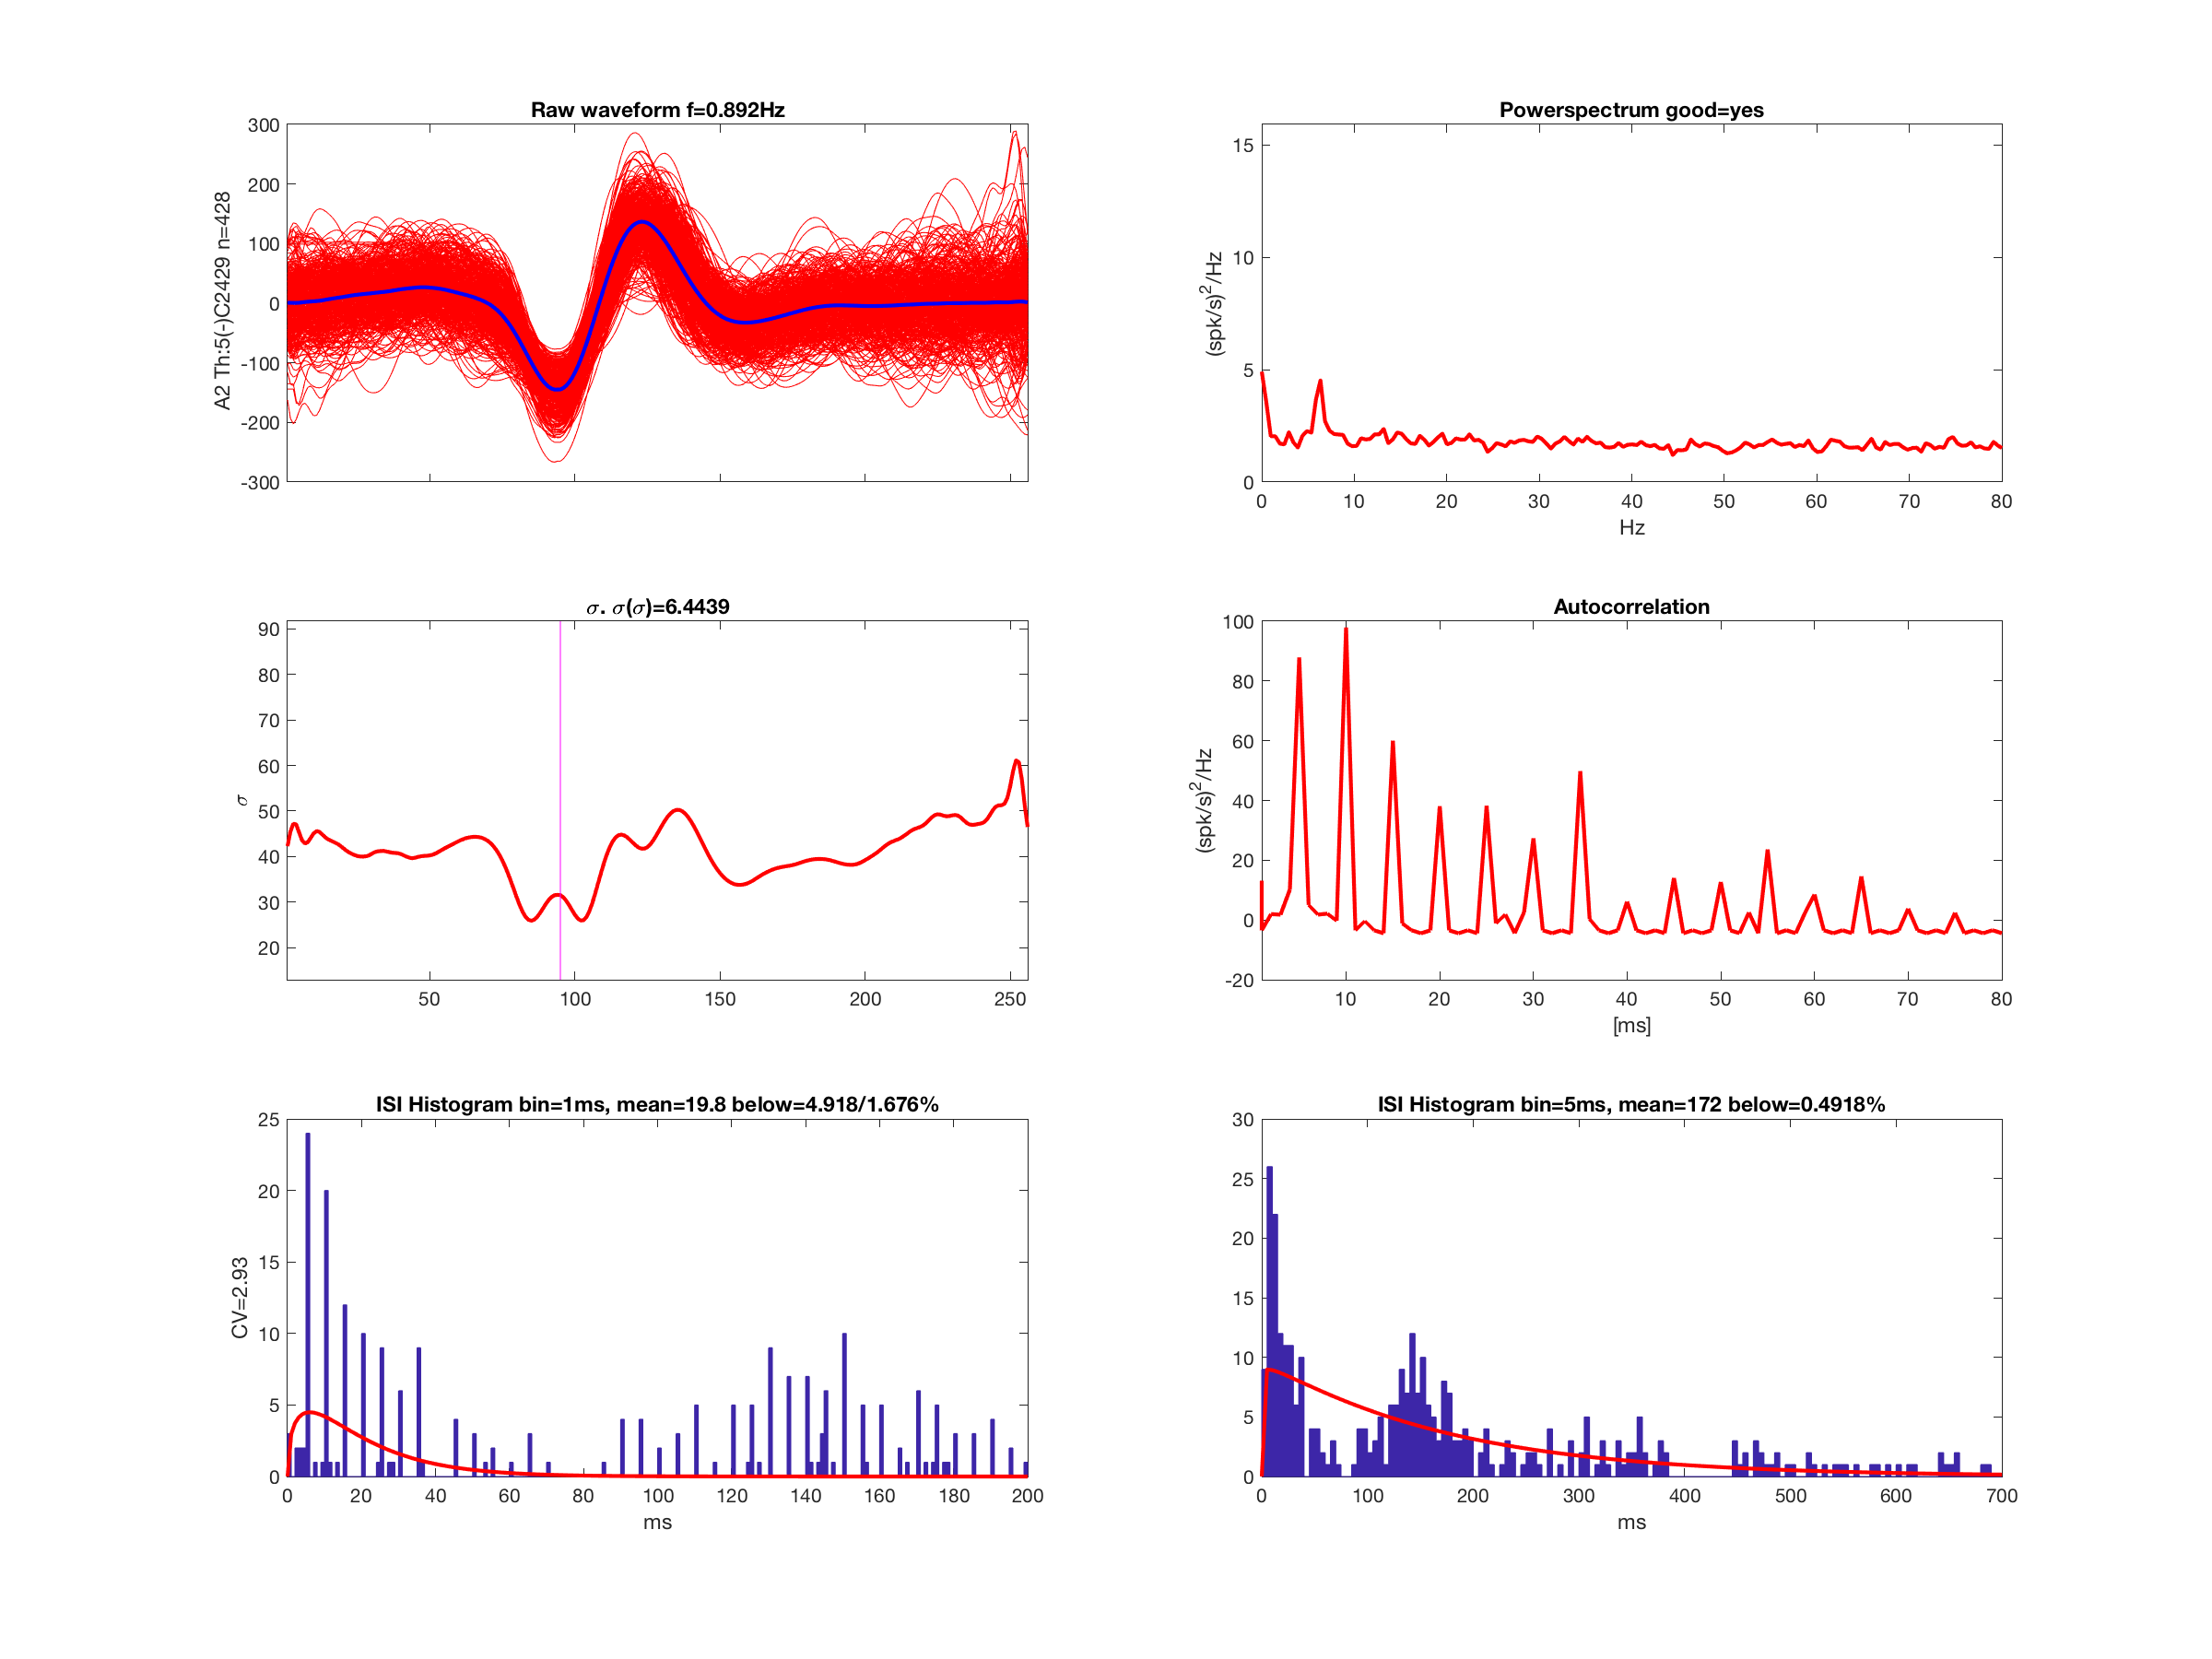 Raw waveform f=0.892Hz
A2 Th:5(-)C2429 n=428
300
200
100
0
-100
-200
-300
Powerspectrum good=yes
(spk/s)²/Hz
15
10
5
0
0 10 20 30 40 50 60 70 80
Hz
σ. σ(σ)=6.4439
σ
90
80
70
60
50
40
30
20
50 100 150 200 250
Autocorrelation
(spk/s)²/Hz
100
80
60
40
20
0
-20
10 20 30 40 50 60 70 80
[ms]
ISI Histogram bin=1ms, mean=19.8 below=4.918/1.676%
CV=2.93
25
20
15
10
5
0
0 20 40 60 80 100 120 140 160 180 200
ms
ISI Histogram bin=5ms, mean=172 below=0.4918%
30
25
20
15
10
5
0
0 100 200 300 400 500 600 700
ms